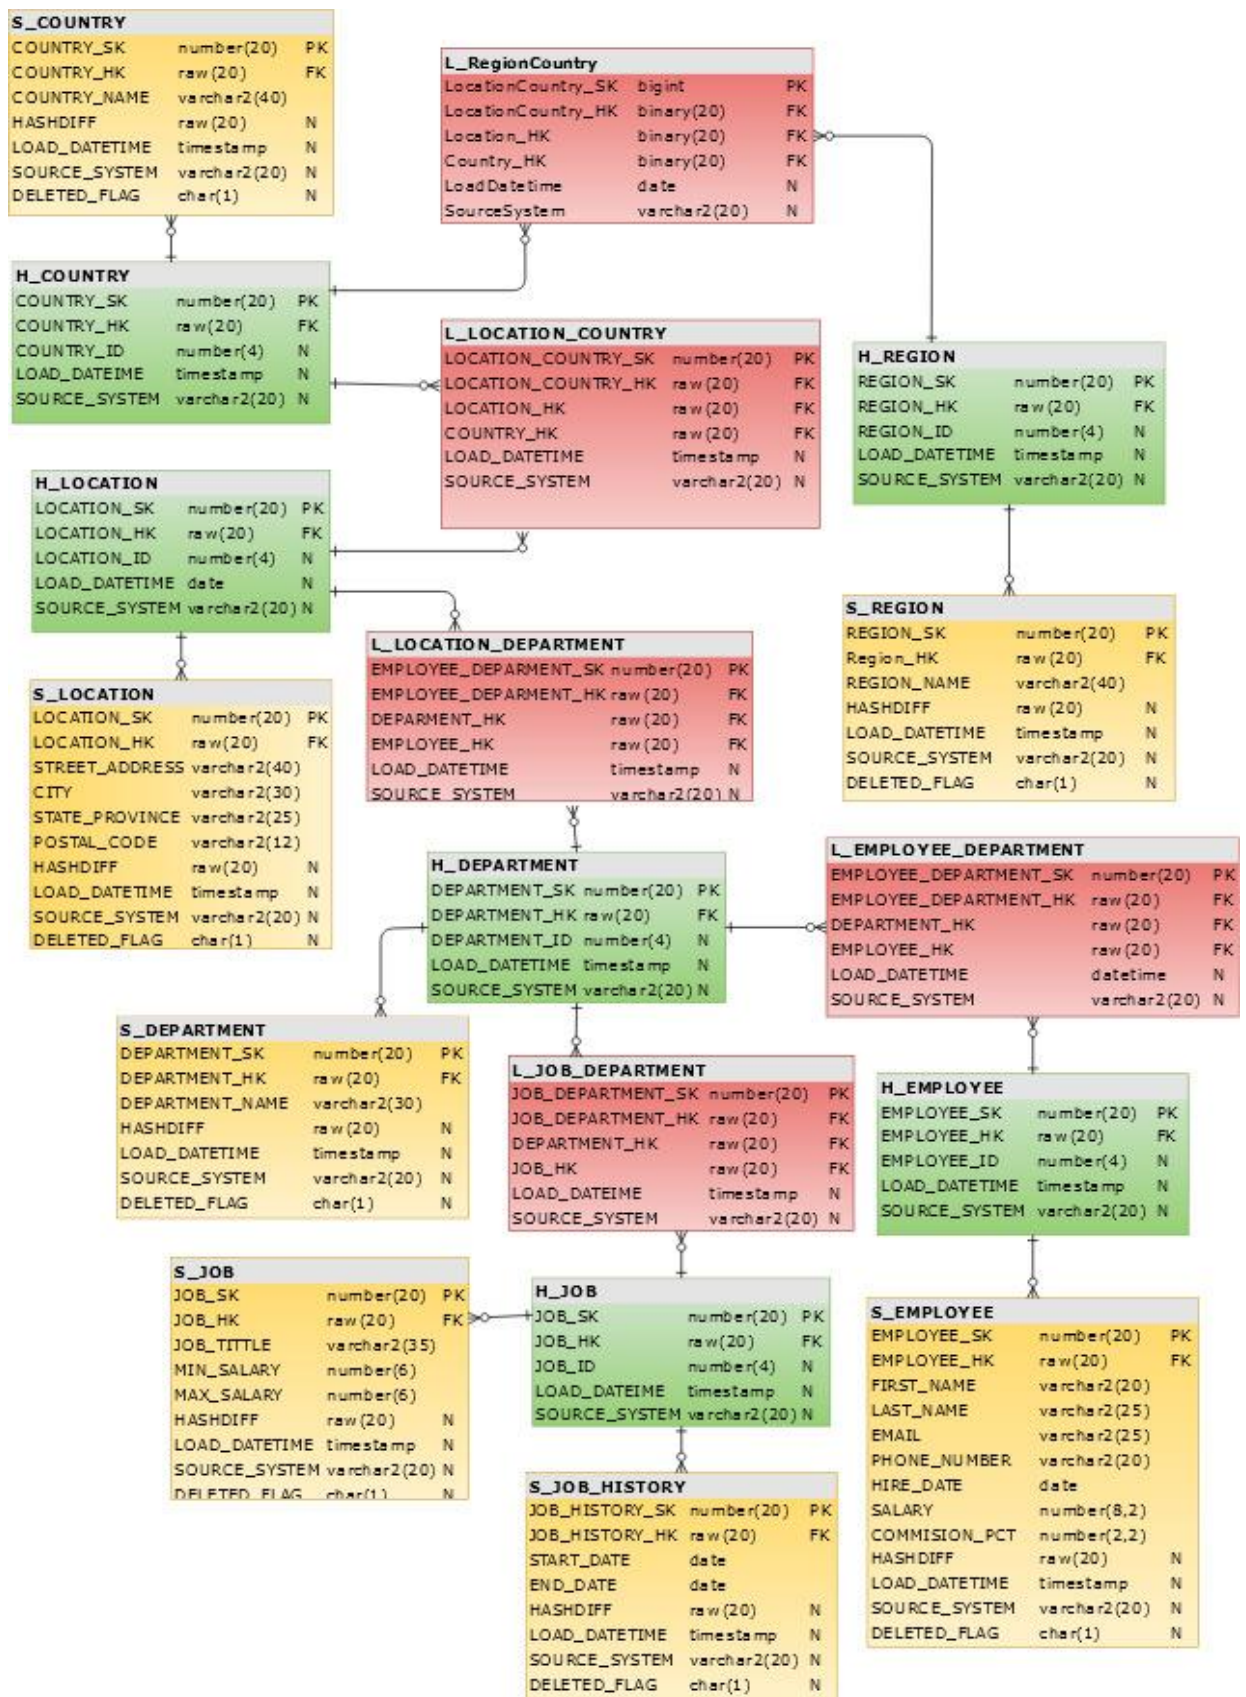 S_COUNTRY
COUNTRY_SK number(20) PK
COUNTRY_HK raw(20) FK
COUNTRY_NAME varchar2(40)
HASHDIFF raw(20) N
LOAD_DATETIME timestamp N
SOURCE_SYSTEM varchar2(20) N
DELETED_FLAG char(1) N
L_RegionCountry
LocationCountry_SK bigint PK
LocationCountry_HK binary(20) FK
Location_HK binary(20) FK
Country_HK binary(20) FK
LoadDatetime date N
SourceSystem varchar2(20) N
H_COUNTRY
COUNTRY_SK number(20) PK
COUNTRY_HK raw(20) FK
COUNTRY_ID number(4) N
LOAD_DATEIME timestamp N
SOURCE_SYSTEM varchar2(20) N
L_LOCATION_COUNTRY
LOCATION_COUNTRY_SK number(20) PK
LOCATION_COUNTRY_HK raw(20) FK
LOCATION_HK raw(20) FK
COUNTRY_HK raw(20) FK
LOAD_DATETIME timestamp N
SOURCE_SYSTEM varchar2(20) N
H_REGION
REGION_SK number(20) PK
REGION_HK raw(20) FK
REGION_ID number(4) N
LOAD_DATETIME timestamp N
SOURCE_SYSTEM varchar2(20) N
H_LOCATION
LOCATION_SK number(20) PK
LOCATION_HK raw(20) FK
LOCATION_ID number(4) N
LOAD_DATETIME date N
SOURCE_SYSTEM varchar2(20) N
S_REGION
REGION_SK number(20) PK
Region_HK raw(20) FK
REGION_NAME varchar2(40)
HASHDIFF raw(20) N
LOAD_DATETIME timestamp N
SOURCE_SYSTEM varchar2(20) N
DELETED_FLAG char(1) N
L_LOCATION_DEPARTMENT
EMPLOYEE_DEPARMENT_SK number(20) PK
EMPLOYEE_DEPARMENT_HK raw(20) FK
DEPARMENT_HK raw(20) FK
EMPLOYEE_HK raw(20) FK
LOAD_DATETIME timestamp N
SOURCE_SYSTEM varchar2(20) N
S_LOCATION
LOCATION_SK number(20) PK
LOCATION_HK raw(20) FK
STREET_ADDRESS varchar2(40)
CITY varchar2(30)
STATE_PROVINCE varchar2(25)
POSTAL_CODE varchar2(12)
HASHDIFF raw(20) N
LOAD_DATETIME timestamp N
SOURCE_SYSTEM varchar2(20) N
DELETED_FLAG char(1) N
H_DEPARTMENT
DEPARTMENT_SK number(20) PK
DEPARTMENT_HK raw(20) FK
DEPARTMENT_ID number(4) N
LOAD_DATETIME timestamp N
SOURCE_SYSTEM varchar2(20) N
L_EMPLOYEE_DEPARTMENT
EMPLOYEE_DEPARTMENT_SK number(20) PK
EMPLOYEE_DEPARTMENT_HK raw(20) FK
DEPARTMENT_HK raw(20) FK
EMPLOYEE_HK raw(20) FK
LOAD_DATETIME datetime N
SOURCE_SYSTEM varchar2(20) N
S_DEPARTMENT
DEPARTMENT_SK number(20) PK
DEPARTMENT_HK raw(20) FK
DEPARTMENT_NAME varchar2(30)
HASHDIFF raw(20) N
LOAD_DATETIME timestamp N
SOURCE_SYSTEM varchar2(20) N
DELETED_FLAG char(1) N
L_JOB_DEPARTMENT
JOB_DEPARTMENT_SK number(20) PK
JOB_DEPARTMENT_HK raw(20) FK
DEPARTMENT_HK raw(20) FK
JOB_HK raw(20) FK
LOAD_DATEIME timestamp N
SOURCE_SYSTEM varchar2(20) N
H_EMPLOYEE
EMPLOYEE_SK number(20) PK
EMPLOYEE_HK raw(20) FK
EMPLOYEE_ID number(4) N
LOAD_DATETIME timestamp N
SOURCE_SYSTEM varchar2(20) N
S_JOB
JOB_SK number(20) PK
JOB_HK raw(20) FK
JOB_TITTLE varchar2(35)
MIN_SALARY number(6)
MAX_SALARY number(6)
HASHDIFF raw(20) N
LOAD_DATETIME timestamp N
SOURCE_SYSTEM varchar2(20) N
DELETED_FLAG char(1) N
H_JOB
JOB_SK number(20) PK
JOB_HK raw(20) FK
JOB_ID number(4) N
LOAD_DATEIME timestamp N
SOURCE_SYSTEM varchar2(20) N
S_EMPLOYEE
EMPLOYEE_SK number(20) PK
EMPLOYEE_HK raw(20) FK
FIRST_NAME varchar2(20)
LAST_NAME varchar2(25)
EMAIL varchar2(25)
PHONE_NUMBER varchar2(20)
HIRE_DATE date
SALARY number(8,2)
COMMISION_PCT number(2,2)
HASHDIFF raw(20) N
LOAD_DATETIME timestamp N
SOURCE_SYSTEM varchar2(20) N
DELETED_FLAG char(1) N
S_JOB_HISTORY
JOB_HISTORY_SK number(20) PK
JOB_HISTORY_HK raw(20) FK
START_DATE date
END_DATE date
HASHDIFF raw(20) N
LOAD_DATETIME timestamp N
SOURCE_SYSTEM varchar2(20) N
DELETED_FLAG char(1) N